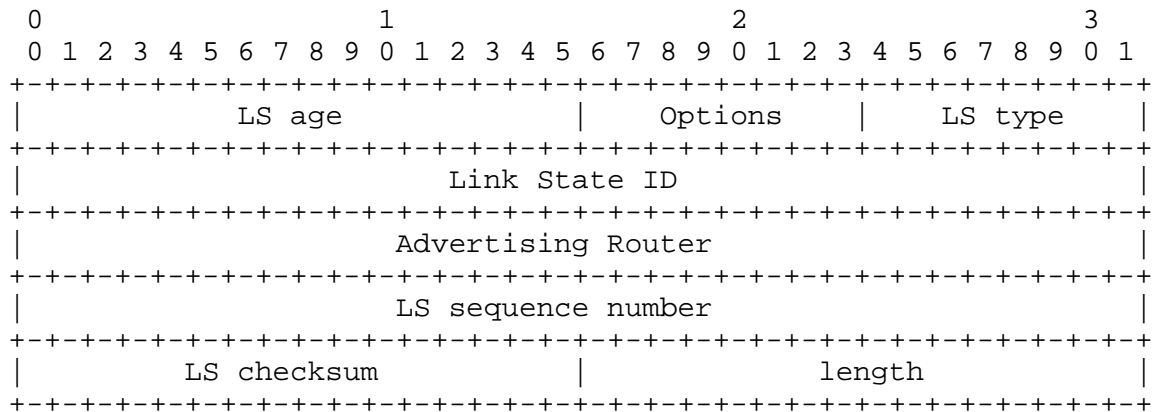 0                   1                   2                   3
0 1 2 3 4 5 6 7 8 9 0 1 2 3 4 5 6 7 8 9 0 1 2 3 4 5 6 7 8 9 0 1
+-+-+-+-+-+-+-+-+-+-+-+-+-+-+-+-+-+-+-+-+-+-+-+-+-+-+-+-+-+-+-+-+
|            LS age             |    Options    |    LS type    |
+-+-+-+-+-+-+-+-+-+-+-+-+-+-+-+-+-+-+-+-+-+-+-+-+-+-+-+-+-+-+-+-+
|                        Link State ID                          |
+-+-+-+-+-+-+-+-+-+-+-+-+-+-+-+-+-+-+-+-+-+-+-+-+-+-+-+-+-+-+-+-+
|                     Advertising Router                        |
+-+-+-+-+-+-+-+-+-+-+-+-+-+-+-+-+-+-+-+-+-+-+-+-+-+-+-+-+-+-+-+-+
|                     LS sequence number                        |
+-+-+-+-+-+-+-+-+-+-+-+-+-+-+-+-+-+-+-+-+-+-+-+-+-+-+-+-+-+-+-+-+
|         LS checksum           |             length            |
+-+-+-+-+-+-+-+-+-+-+-+-+-+-+-+-+-+-+-+-+-+-+-+-+-+-+-+-+-+-+-+-+